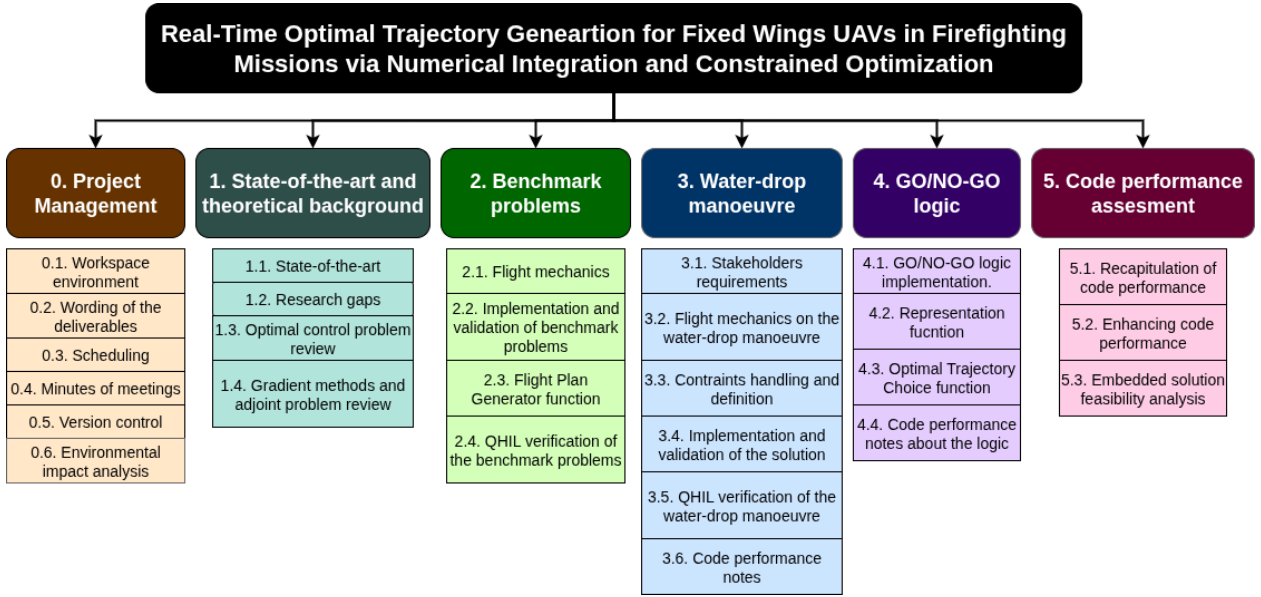 Real-Time Optimal Trajectory Geneartion for Fixed Wings UAVs in Firefighting
Missions via Numerical Integration and Constrained Optimization
0. Project
Management
0.1. Workspace
environment
0.2. Wording of the
deliverables
0.3. Scheduling
0.4. Minutes of meetings
0.5. Version control
0.6. Environmental
impact analysis
1. State-of-the-art and
theoretical background
1.1. State-of-the-art
1.2. Research gaps
1.3. Optimal control problem
review
1.4. Gradient methods and
adjoint problem review
2. Benchmark
problems
2.1. Flight mechanics
2.2. Implementation and
validation of benchmark
problems
2.3. Flight Plan
Generator function
2.4. QHIL verification of
the benchmark problems
3. Water-drop
manoeuvre
3.1. Stakeholders
requirements
3.2. Flight mechanics on the
water-drop manoeuvre
3.3. Contraints handling and
definition
3.4. Implementation and
validation of the solution
3.5. QHIL verification of the
water-drop manoeuvre
3.6. Code performance
notes
4. GO/NO-GO
logic
4.1. GO/NO-GO logic
implementation.
4.2. Representation
fucntion
4.3. Optimal Trajectory
Choice function
4.4. Code performance
notes about the logic
5. Code performance
assesment
5.1. Recapitulation of
code performance
5.2. Enhancing code
performance
5.3. Embedded solution
feasibility analysis